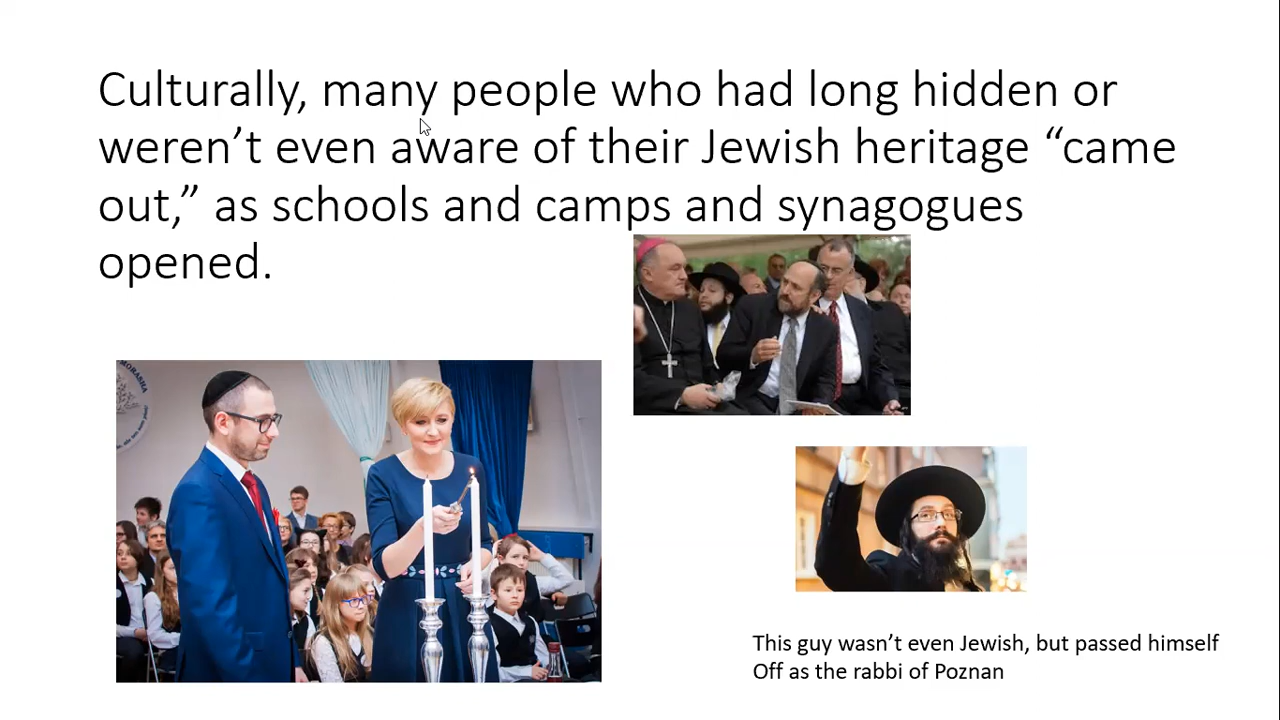 Culturally, many people who had long hidden or
weren’t even aware of their Jewish heritage “came
out,” as schools and camps and synagogues
opened.
MORASHA
This guy wasn’t even Jewish, but passed himself
Off as the rabbi of Poznan